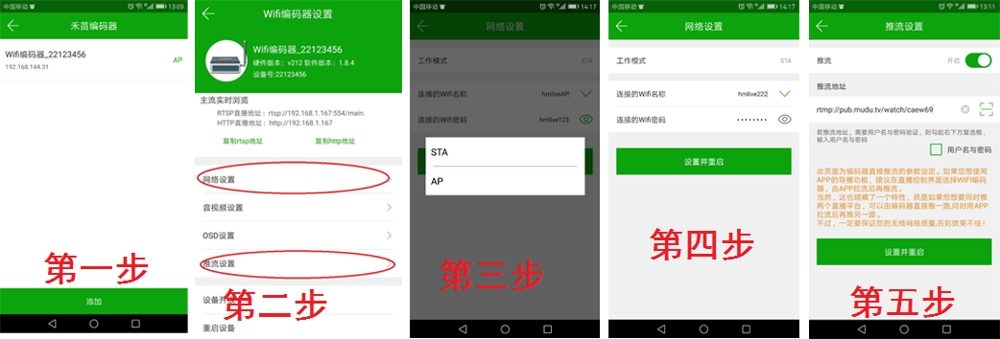 中国移动
13:09
禾苗编码器
Wifi编码器_22123456
AP
192.168.144.31
第一步
添加
Wifi编码器设置
Wifi编码器_22123456
硬件版本：v212 软件版本：1.8.4
设备号:22123456
主流实时浏览
RTSP直播地址：rtsp://192.168.1.167:554/main
HTTP直播地址：http://192.168.1.167
复制rtsp地址
复制http地址
网络设置
音视频设置
OSD设置
推流设置
设备升级
第二步
重启设备
中国移动
14:17
网络设置
工作模式
STA
连接的Wifi名称
hmliveAP
连接的Wifi密码
hmlive123
STA
AP
第三步
中国移动
14:17
网络设置
工作模式
STA
连接的Wifi名称
hmlive222
连接的Wifi密码
••••••••
设置并重启
第四步
中国移动
13:11
推流设置
推流
开启
推流地址
rtmp://pub.mudu.tv/watch/caew69
若推流地址，需要用户名与密码验证，则勾起右下方复选框，
输入用户名与密码
用户名与密码
此页面为编码器直接推流的参数设定。如果您想使用
APP的导播功能，建议在直播控制界面选择WIFI编码
器，由APP拉流后再推流。
当然，这也暗藏了一个特性，就是如果您想要同时推
两个直播平台，可以由编码器直接推一路,同时用APP
拉流后再推另一路。
不过，一定要保证您的无线网络质量,否则效果不佳！
设置并重启
第五步